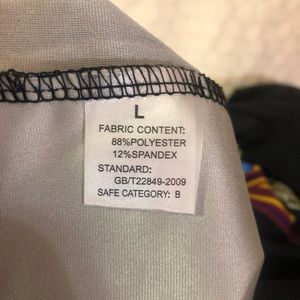 L
FABRIC CONTENT:
88%POLYESTER
12%SPANDEX
STANDARD:
GB/T22849-2009
SAFE CATEGORY: B